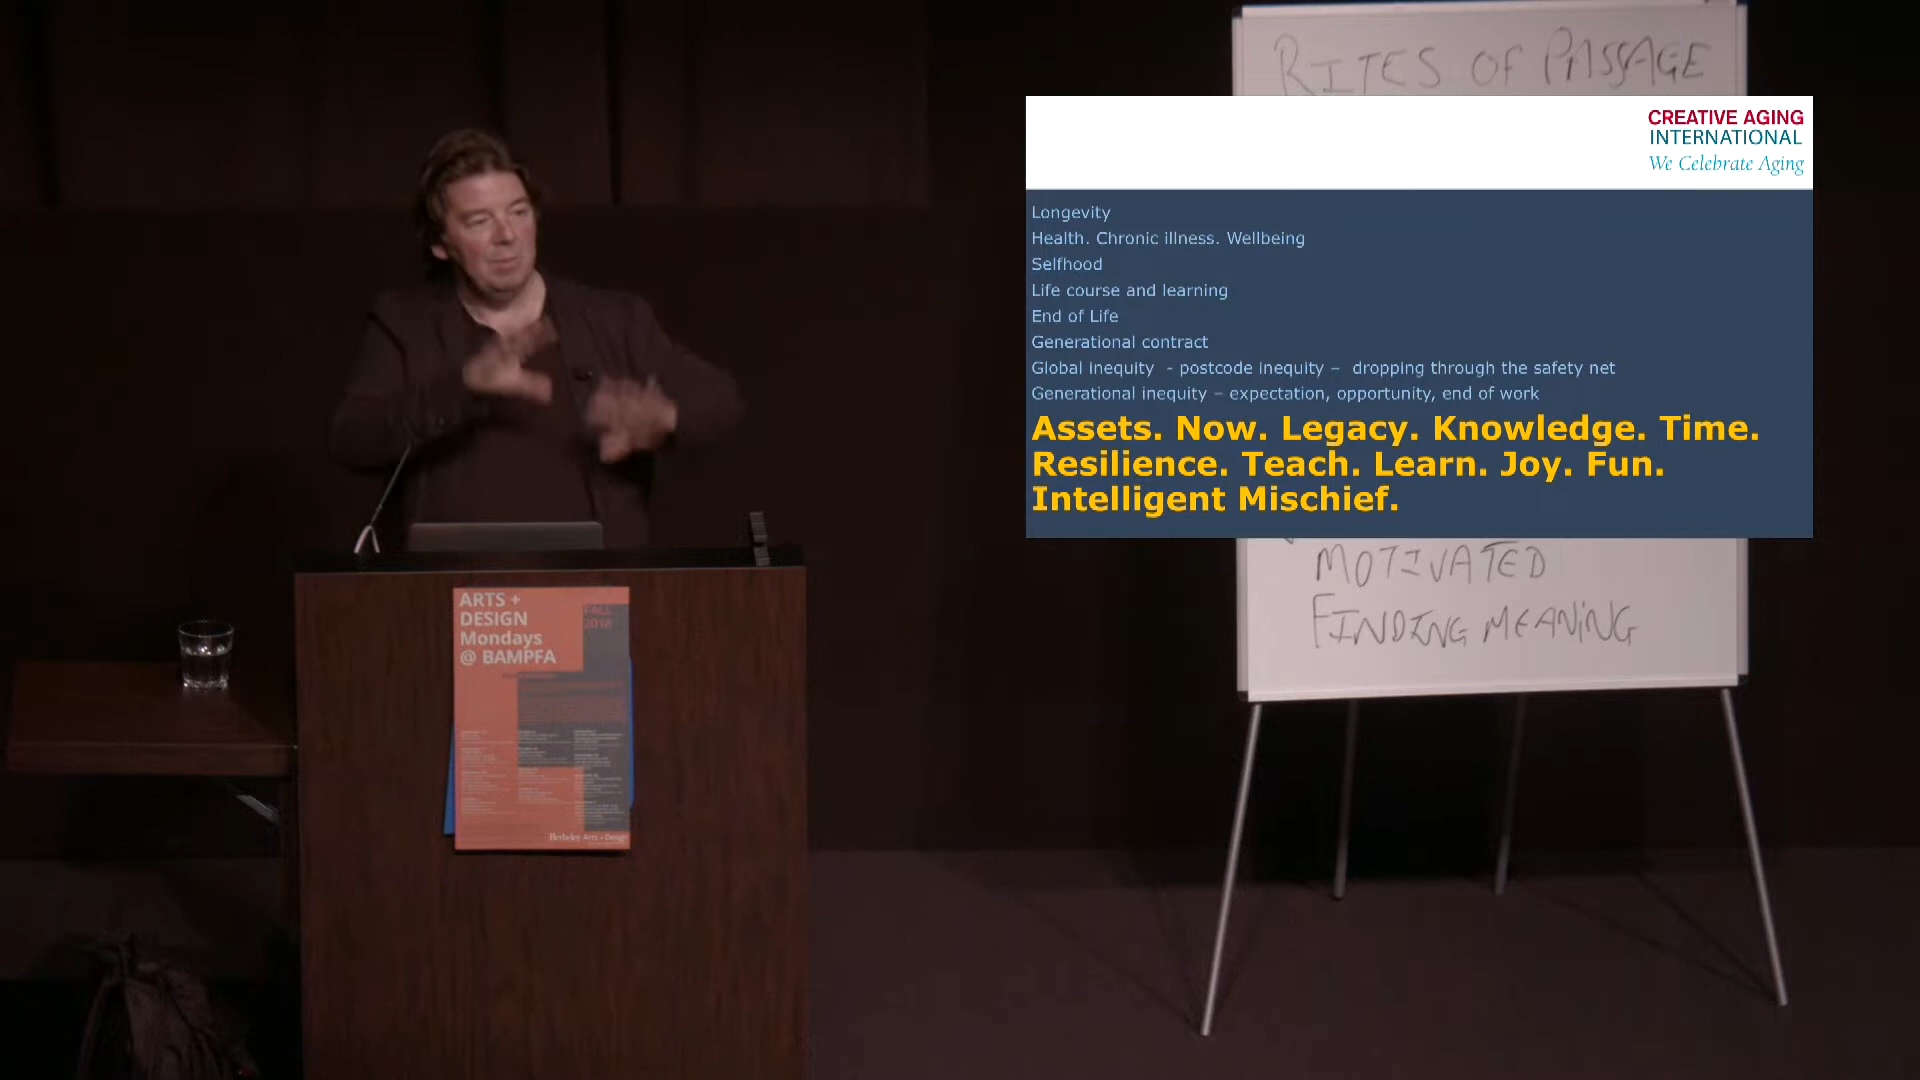 RITES OF PASSAGE
CREATIVE AGING
INTERNATIONAL
We Celebrate Aging
Longevity
Health. Chronic illness. Wellbeing
Selfhood
Life course and learning
End of Life
Generational contract
Global inequity - postcode inequity – dropping through the safety net
Generational inequity – expectation, opportunity, end of work
Assets. Now. Legacy. Knowledge. Time.
Resilience. Teach. Learn. Joy. Fun.
Intelligent Mischief.
MOTIVATED
FINDING MEANING
ARTS +
DESIGN
Mondays
@ BAMPFA
FALL
2018
Berkeley Arts + Design